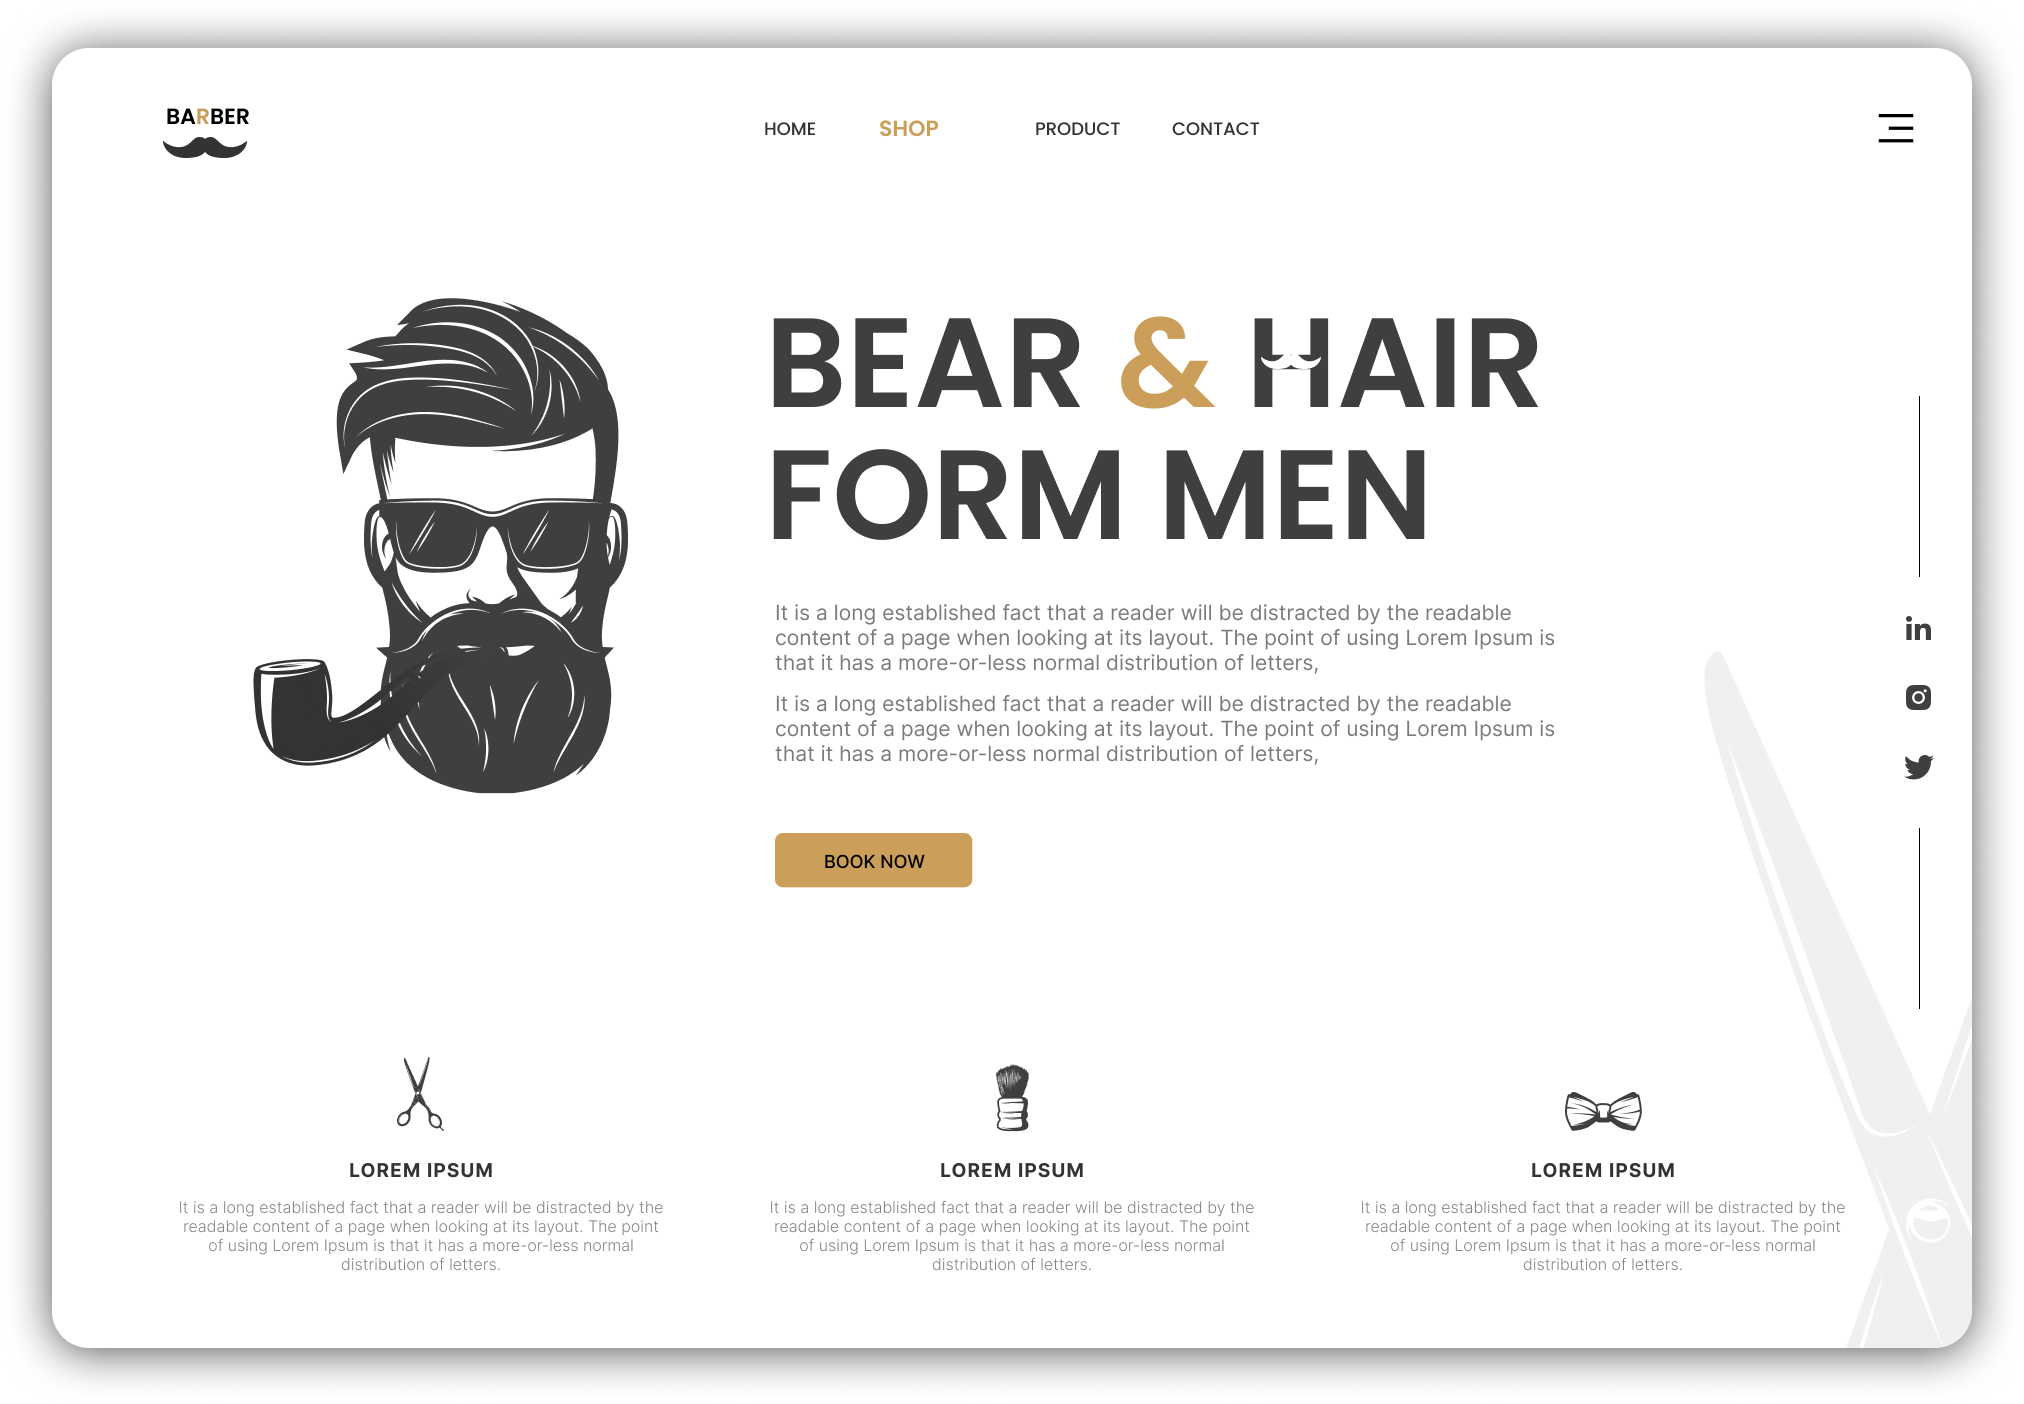 BARBER
HOME SHOP PRODUCT CONTACT
BEAR & HAIR
FORM MEN
It is a long established fact that a reader will be distracted by the readable
content of a page when looking at its layout. The point of using Lorem Ipsum is
that it has a more-or-less normal distribution of letters,
It is a long established fact that a reader will be distracted by the readable
content of a page when looking at its layout. The point of using Lorem Ipsum is
that it has a more-or-less normal distribution of letters,
in
BOOK NOW
LOREM IPSUM
It is a long established fact that a reader will be distracted by the
readable content of a page when looking at its layout. The point
of using Lorem Ipsum is that it has a more-or-less normal
distribution of letters.
LOREM IPSUM
It is a long established fact that a reader will be distracted by the
readable content of a page when looking at its layout. The point
of using Lorem Ipsum is that it has a more-or-less normal
distribution of letters.
LOREM IPSUM
It is a long established fact that a reader will be distracted by the
readable content of a page when looking at its layout. The point
of using Lorem Ipsum is that it has a more-or-less normal
distribution of letters.